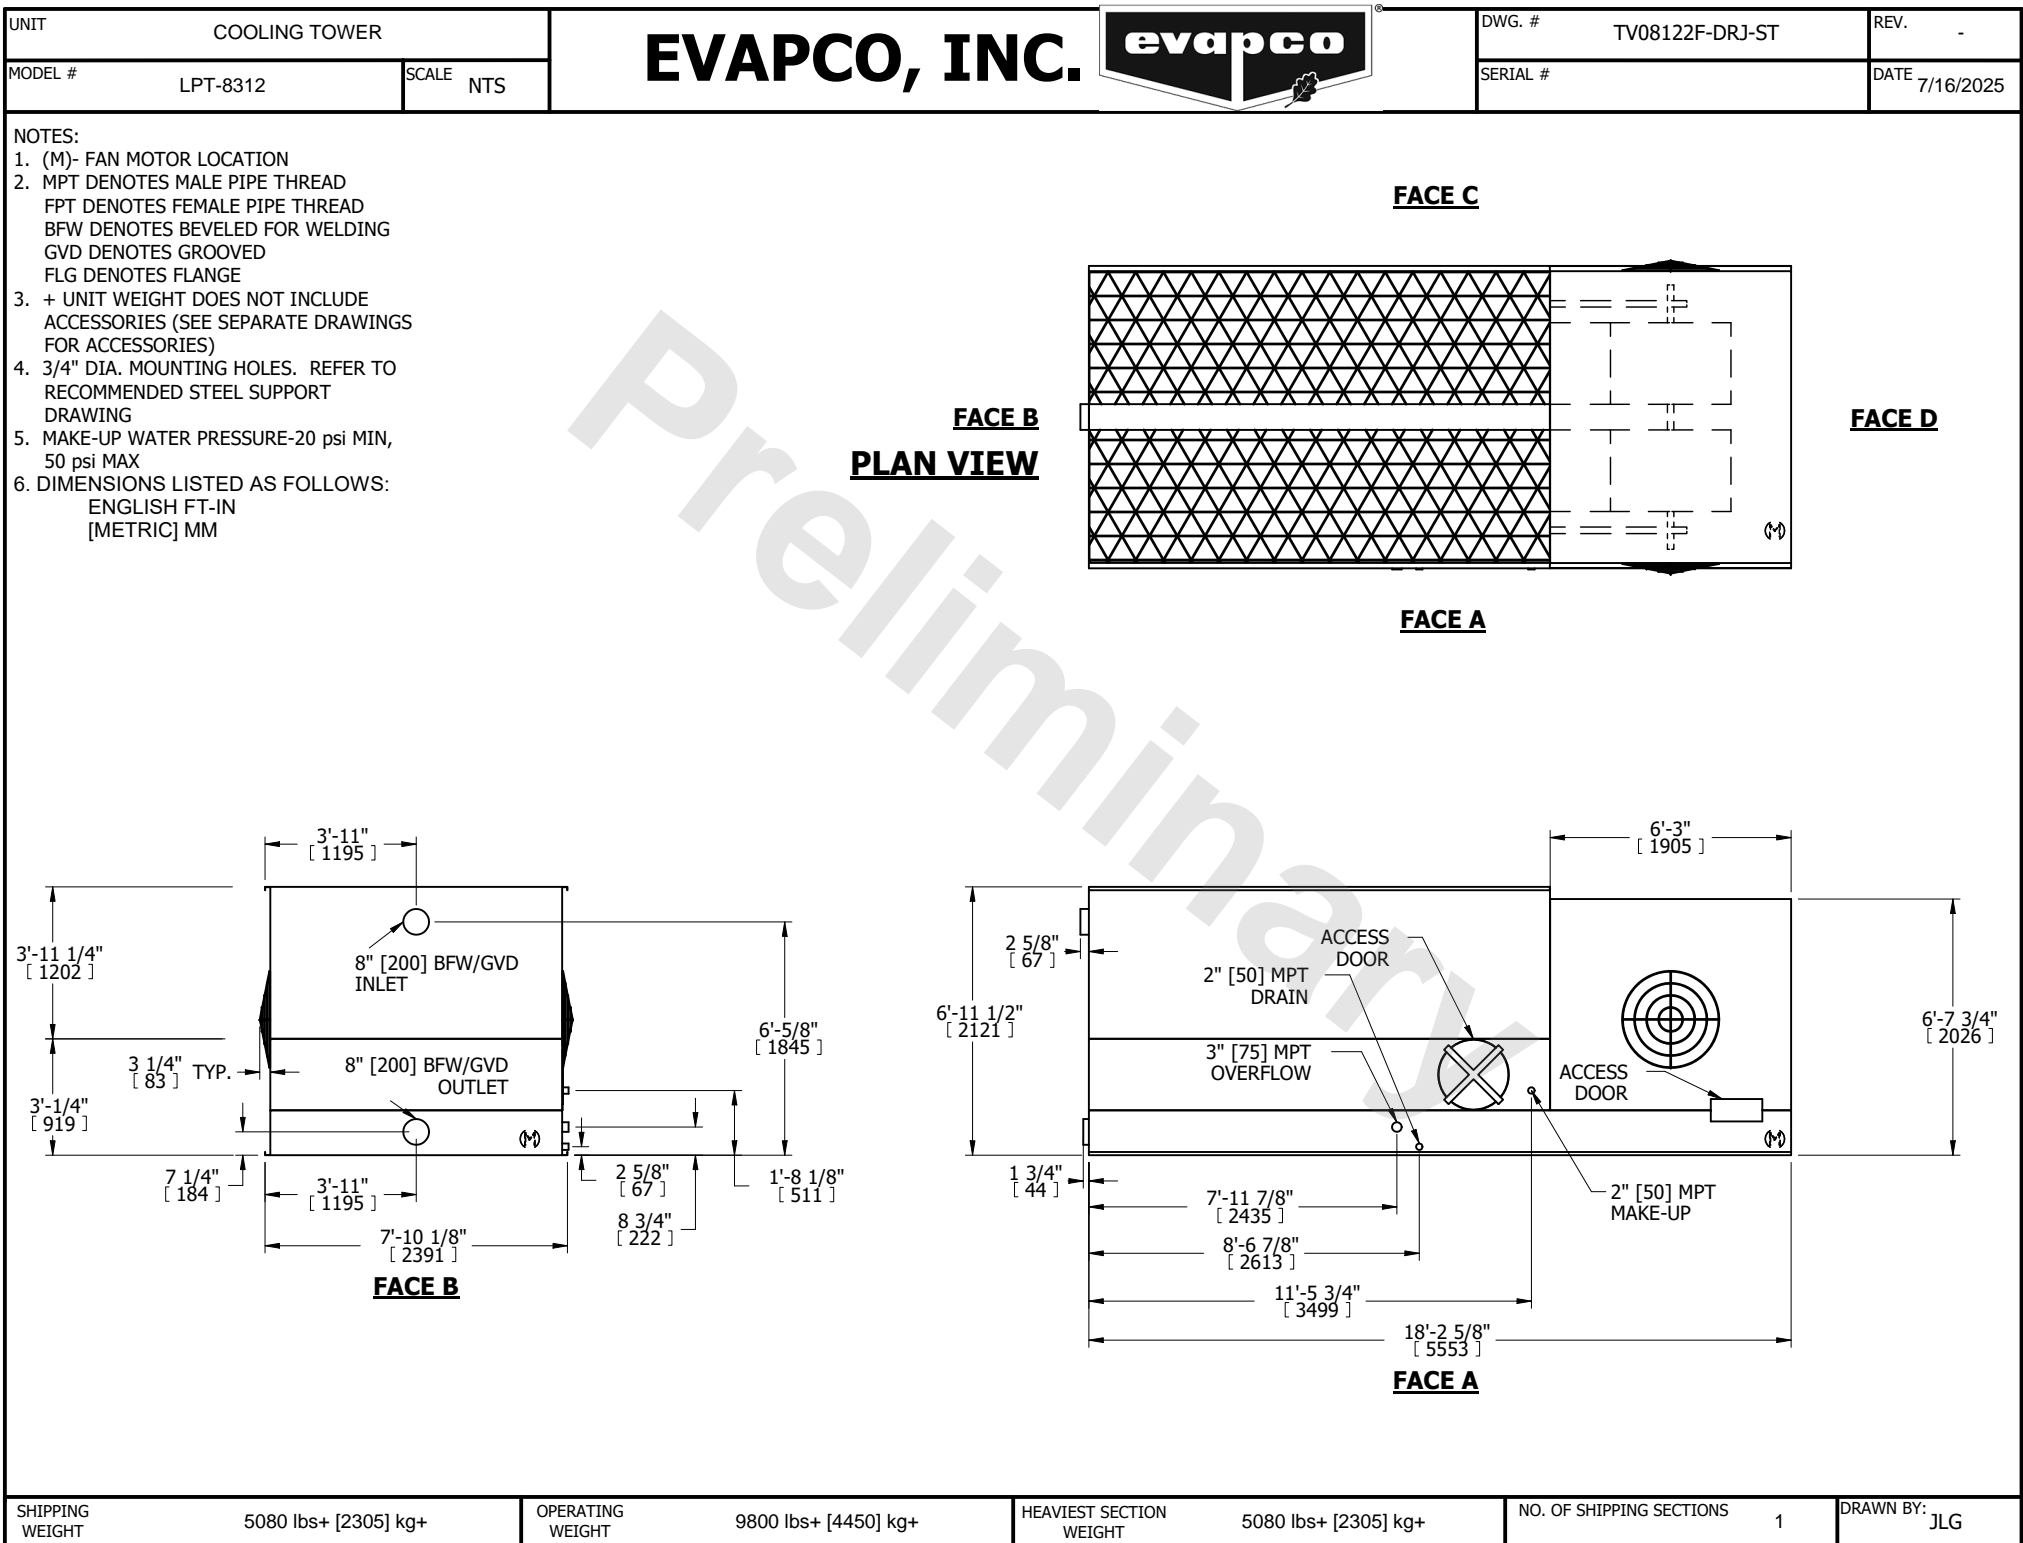 UNIT
COOLING TOWER
MODEL #
LPT-8312
SCALE
NTS
EVAPCO, INC.
evapco
®
DWG. #
TV08122F-DRJ-ST
REV.
-
SERIAL #
DATE
7/16/2025
NOTES:
1. (M)- FAN MOTOR LOCATION
2. MPT DENOTES MALE PIPE THREAD
FPT DENOTES FEMALE PIPE THREAD
BFW DENOTES BEVELED FOR WELDING
GVD DENOTES GROOVED
FLG DENOTES FLANGE
3. + UNIT WEIGHT DOES NOT INCLUDE
ACCESSORIES (SEE SEPARATE DRAWINGS
FOR ACCESSORIES)
4. 3/4" DIA. MOUNTING HOLES. REFER TO
RECOMMENDED STEEL SUPPORT
DRAWING
5. MAKE-UP WATER PRESSURE-20 psi MIN,
50 psi MAX
6. DIMENSIONS LISTED AS FOLLOWS:
ENGLISH FT-IN
[METRIC] MM
Preliminary
FACE C
FACE B
PLAN VIEW
FACE D
(M)
FACE A
3'-11"
[ 1195 ]
3'-11 1/4"
[ 1202 ]
8" [200] BFW/GVD
INLET
6'-5/8"
[ 1845 ]
3 1/4"
[ 83 ]
TYP.
8" [200] BFW/GVD
OUTLET
3'-1/4"
[ 919 ]
(M)
7 1/4"
[ 184 ]
3'-11"
[ 1195 ]
2 5/8"
[ 67 ]
1'-8 1/8"
[ 511 ]
8 3/4"
[ 222 ]
7'-10 1/8"
[ 2391 ]
FACE B
6'-3"
[ 1905 ]
2 5/8"
[ 67 ]
ACCESS
DOOR
2" [50] MPT
DRAIN
6'-11 1/2"
[ 2121 ]
6'-7 3/4"
[ 2026 ]
3" [75] MPT
OVERFLOW
ACCESS
DOOR
(M)
1 3/4"
[ 44 ]
2" [50] MPT
MAKE-UP
7'-11 7/8"
[ 2435 ]
8'-6 7/8"
[ 2613 ]
11'-5 3/4"
[ 3499 ]
18'-2 5/8"
[ 5553 ]
FACE A
SHIPPING
WEIGHT
5080 lbs+ [2305] kg+
OPERATING
WEIGHT
9800 lbs+ [4450] kg+
HEAVIEST SECTION
WEIGHT
5080 lbs+ [2305] kg+
NO. OF SHIPPING SECTIONS
1
DRAWN BY:
JLG